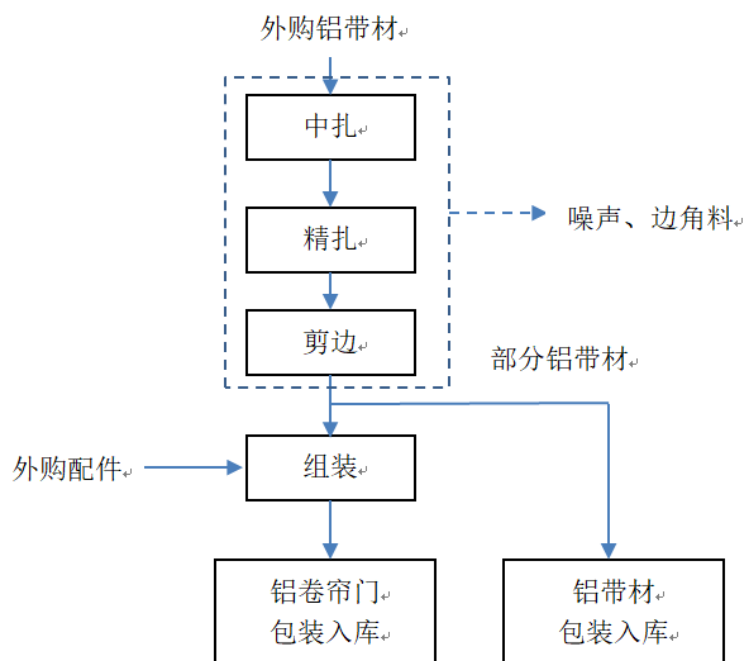 外购铝带材
中扎
精扎
噪声、边角料
剪边
部分铝带材
外购配件
组装
铝卷帘门
包装入库
铝带材
包装入库